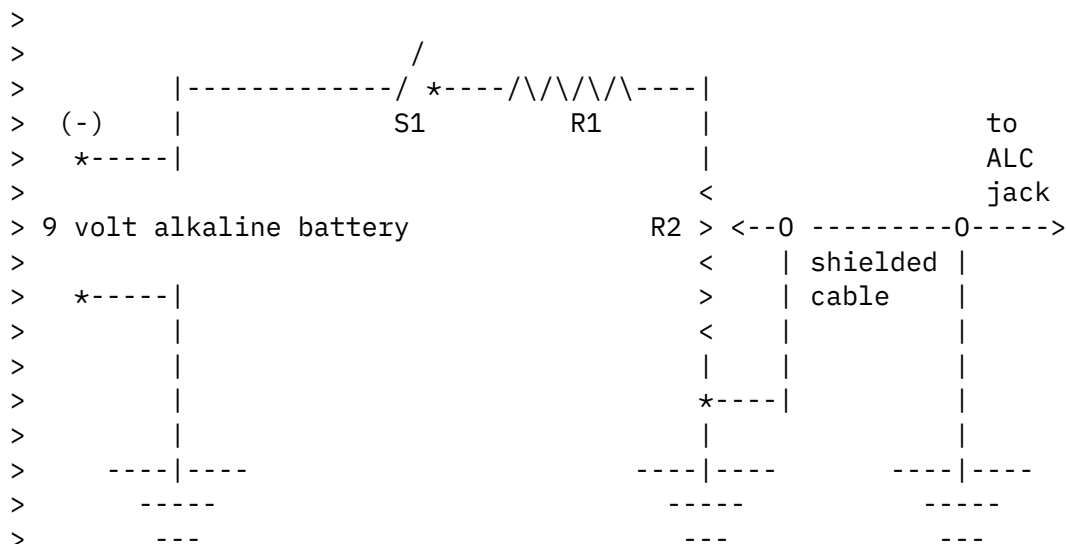 >
>                         /
>          |-------------/ *----/\/\/\/\----|
>  (-)     |             S1         R1      |                 to
>   *-----|                                |                 ALC
>                                          <                 jack
> 9 volt alkaline battery               R2 > <--O ---------O----->
>                                          <    | shielded |
>   *-----|                                >    | cable    |
>         |                                <    |          |
>         |                                |    |          |
>         |                                *----|          |
>         |                                |               |
>     ----|----                        ----|----       ----|----
>       -----                            -----           -----
>        ---                              ---             ---